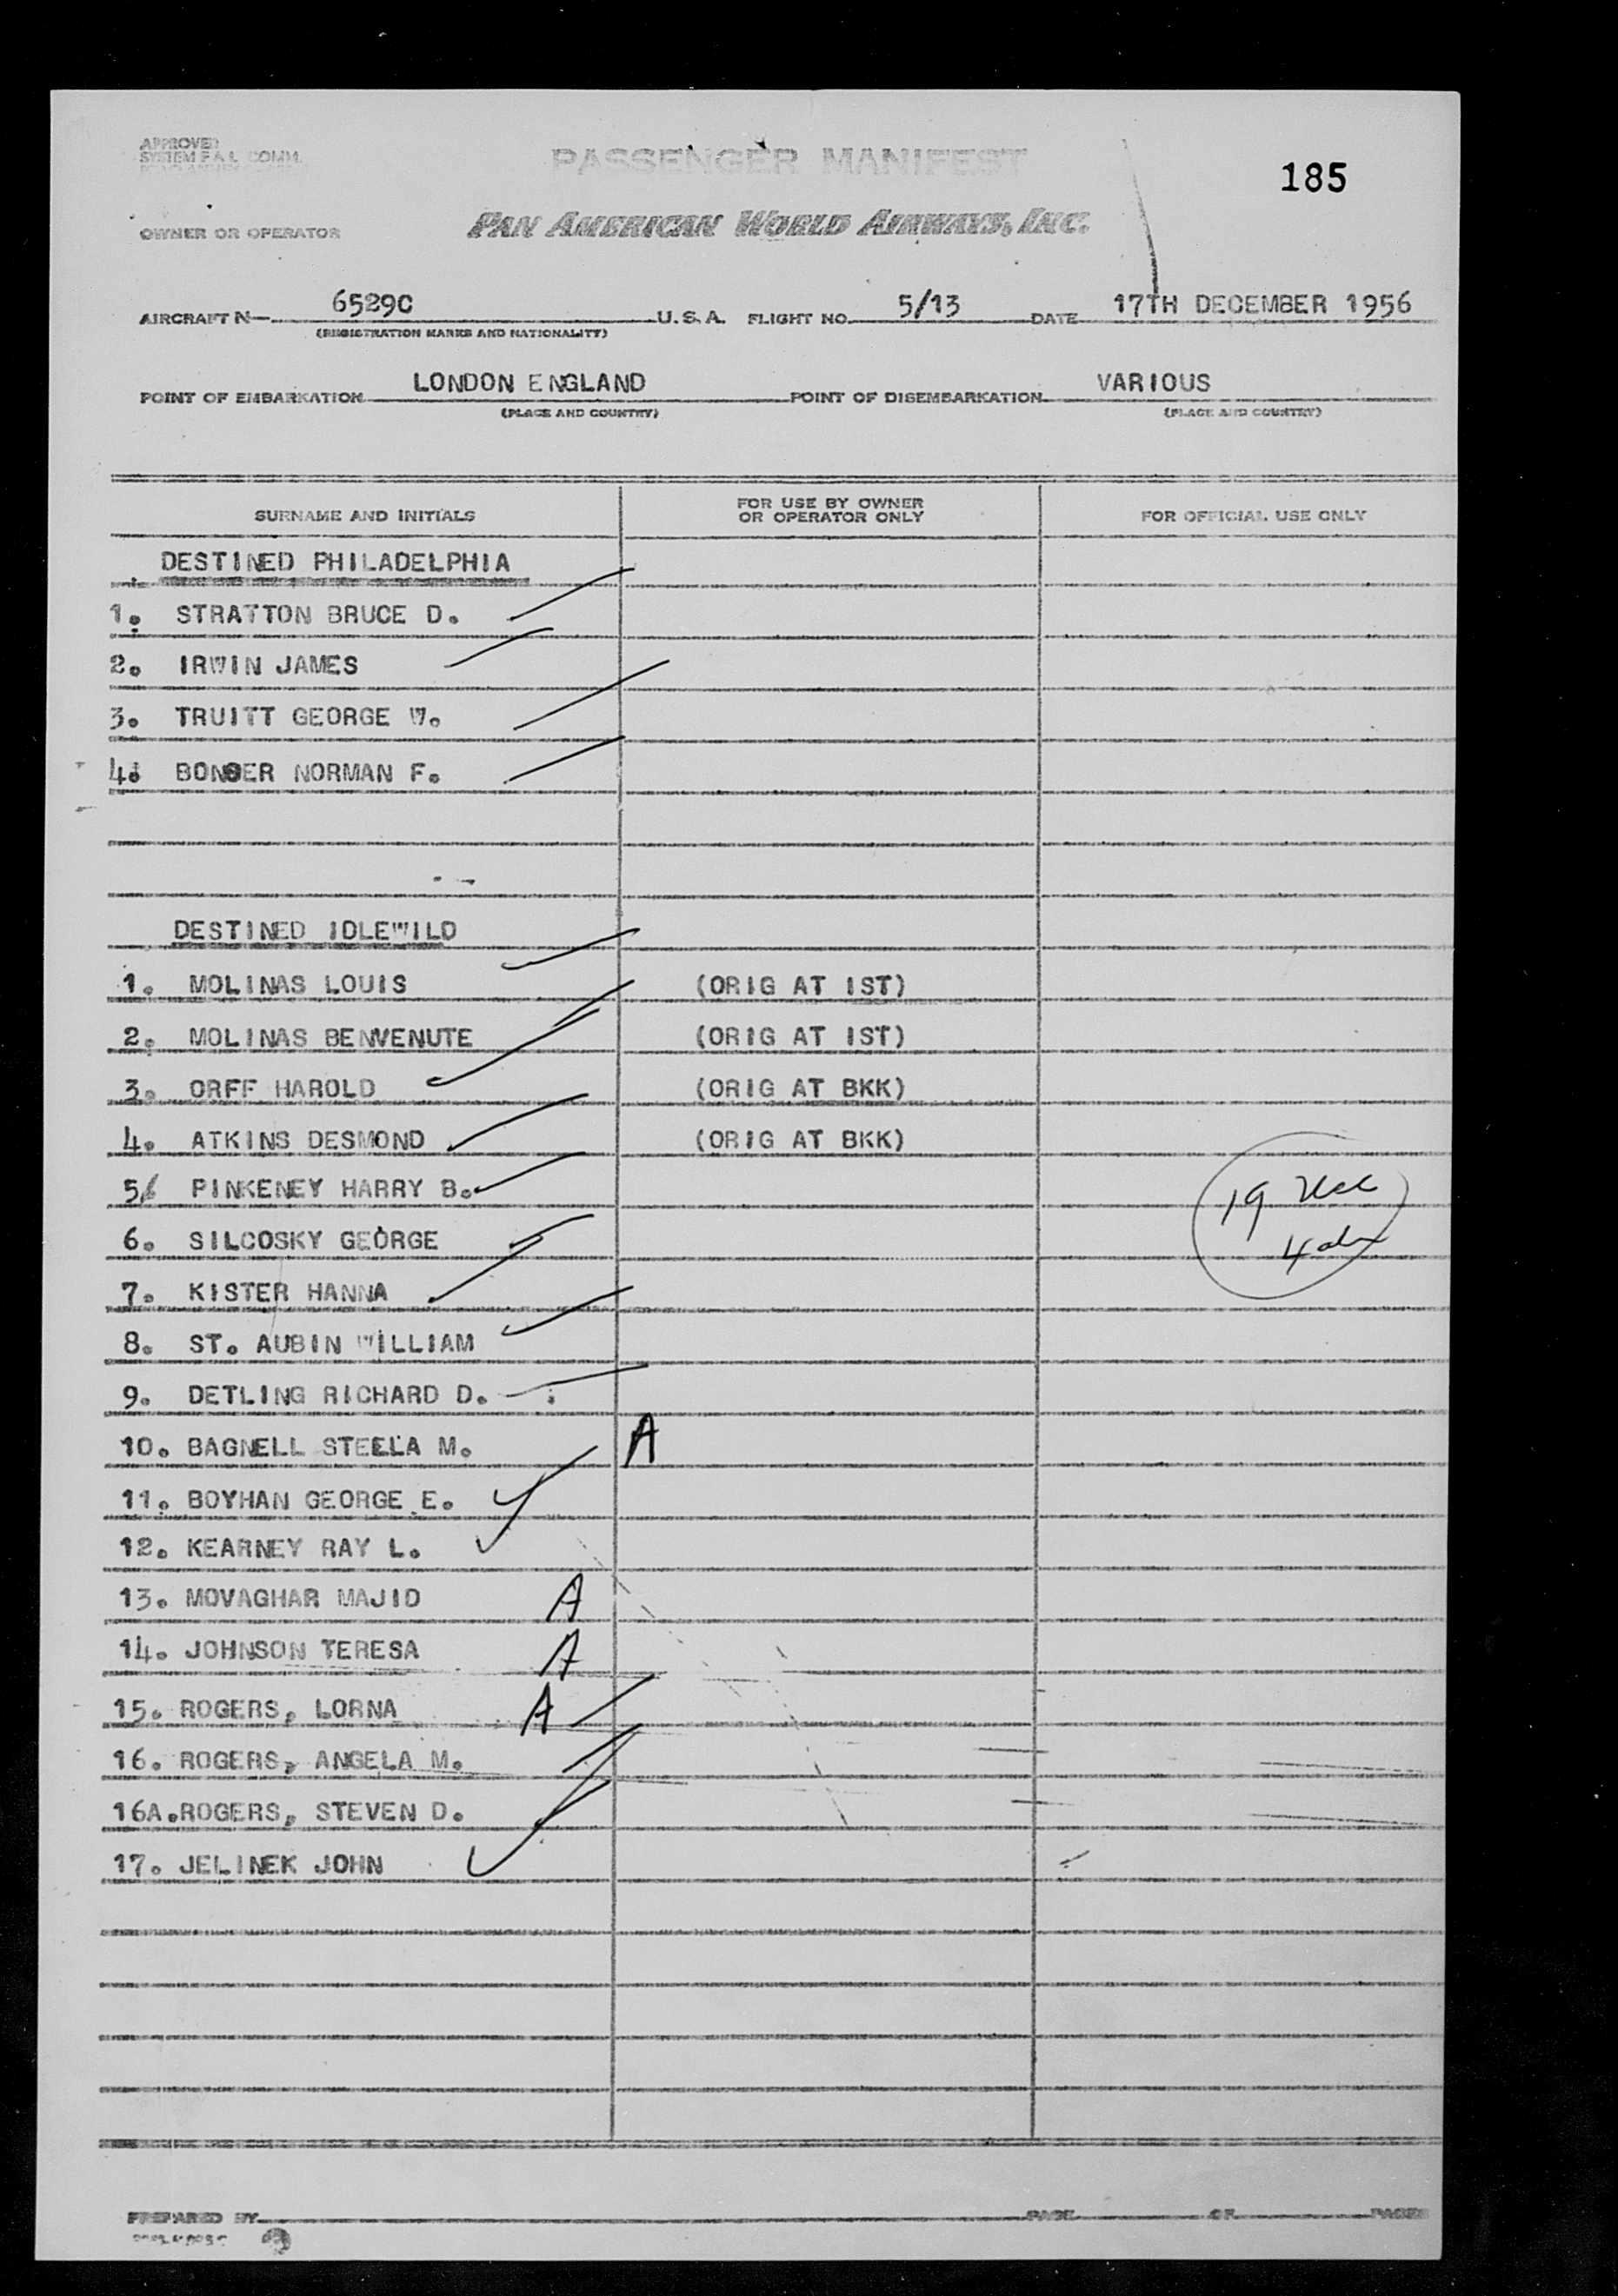 APPROVED
SYSTEM F.A.L. COMM.
PASSENGER MANIFEST
185
OWNER OR OPERATOR
PAN AMERICAN WORLD AIRWAYS, INC.
AIRCRAFT N— 6529C U.S.A. FLIGHT NO. 5/13 DATE 17TH DECEMBER 1956
(REGISTRATION MARKS AND NATIONALITY)
POINT OF EMBARKATION LONDON ENGLAND POINT OF DISEMBARKATION VARIOUS
(PLACE AND COUNTRY) (PLACE AND COUNTRY)
SURNAME AND INITIALS FOR USE BY OWNER OR OPERATOR ONLY FOR OFFICIAL USE ONLY
DESTINED PHILADELPHIA
1. STRATTON BRUCE D.
2. IRWIN JAMES
3. TRUITT GEORGE W.
4. BONSER NORMAN F.
DESTINED IDLEWILD
1. MOLINAS LOUIS (ORIG AT IST)
2. MOLINAS BENVENUTE (ORIG AT IST)
3. ORFF HAROLD (ORIG AT BKK)
4. ATKINS DESMOND (ORIG AT BKK)
5. PINKENEY HARRY B.
19
6. SILCOSKY GEORGE
4
7. KISTER HANNA
8. ST. AUBIN WILLIAM
9. DETLING RICHARD D.
10. BAGNELL STEELA M. A
11. BOYHAN GEORGE E.
12. KEARNEY RAY L.
13. MOVAGHAR MAJID A
14. JOHNSON TERESA A
15. ROGERS, LORNA A
16. ROGERS, ANGELA M.
16A. ROGERS, STEVEN D.
17. JELINEK JOHN
PREPARED BY PAGE OF PAGES